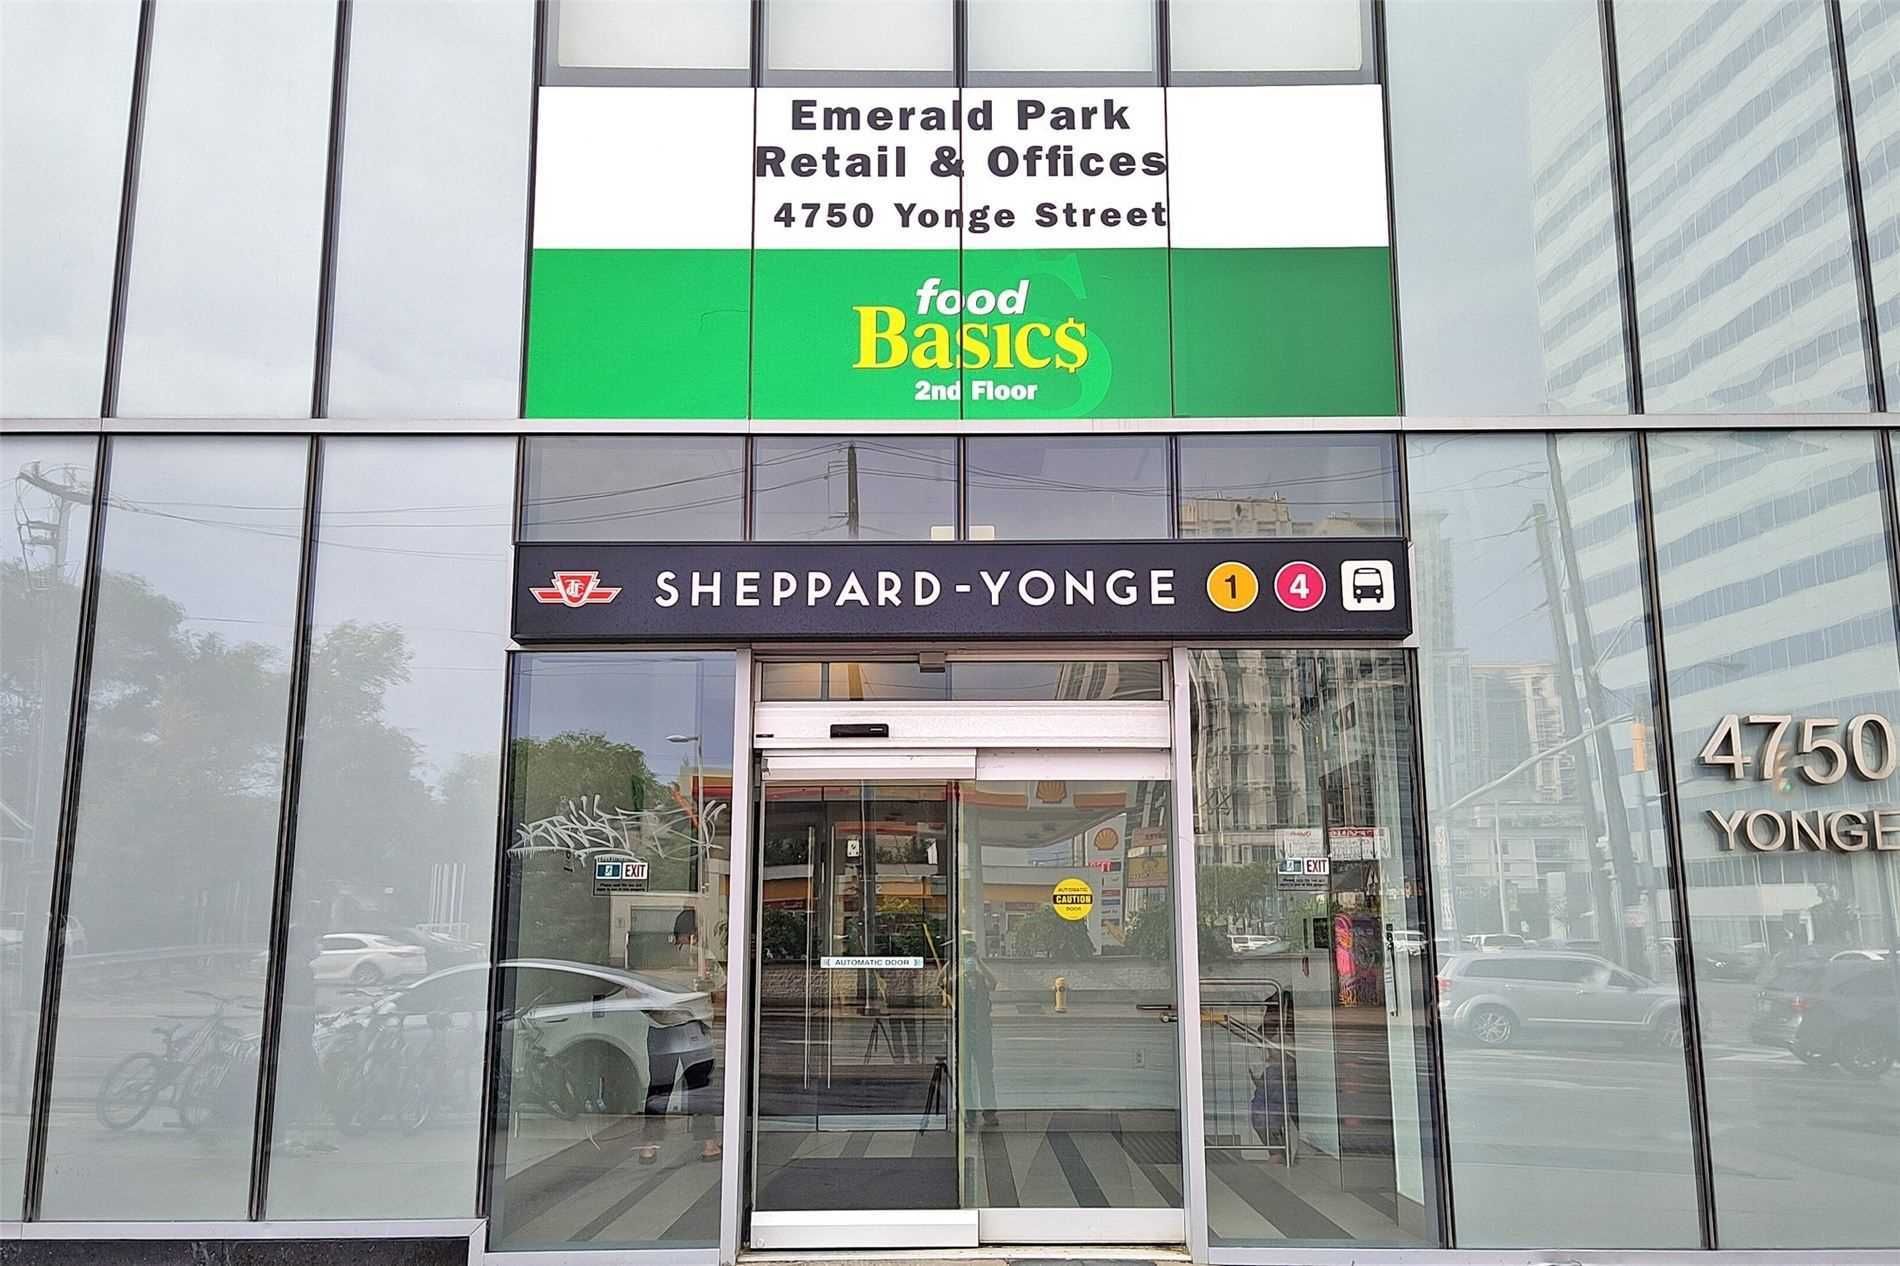 Emerald Park
Retail & Offices
4750 Yonge Street
food
Basic$
2nd Floor
TTC
SHEPPARD-YONGE 1 4
4750
YONGE
EXIT
EXIT
AUTOMATIC
CAUTION
DOOR
AUTOMATIC DOOR